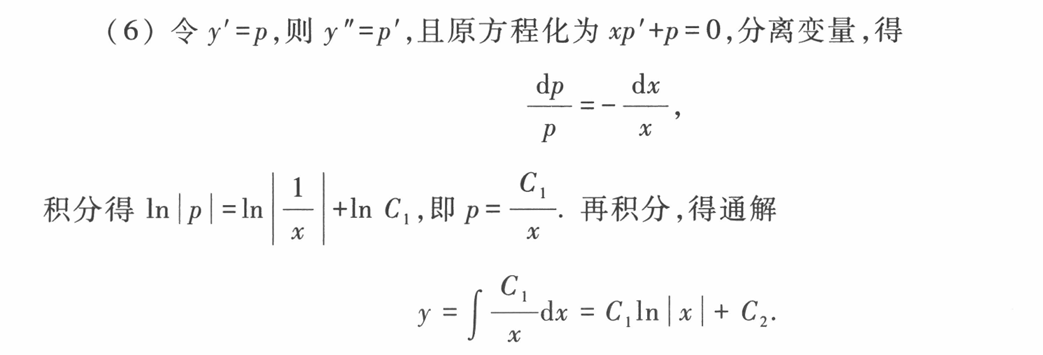 (6) 令 y′=p,则 y″=p′,且原方程化为 xp′+p=0,分离变量,得
dp/p=-dx/x,
积分得 ln|p|=ln|1/x|+ln C₁,即 p=C₁/x. 再积分,得通解
y=∫C₁/x dx=C₁ln|x|+C₂.